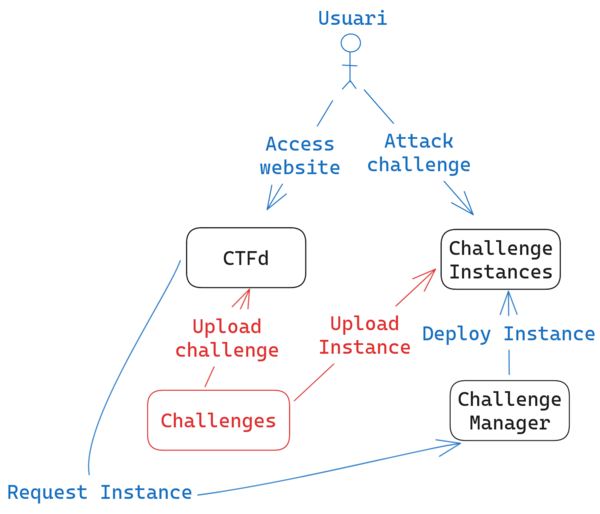 Usuari
Access
website
Attack
challenge
CTFd
Challenge
Instances
Upload
challenge
Upload
Instance
Deploy Instance
Challenges
Challenge
Manager
Request Instance